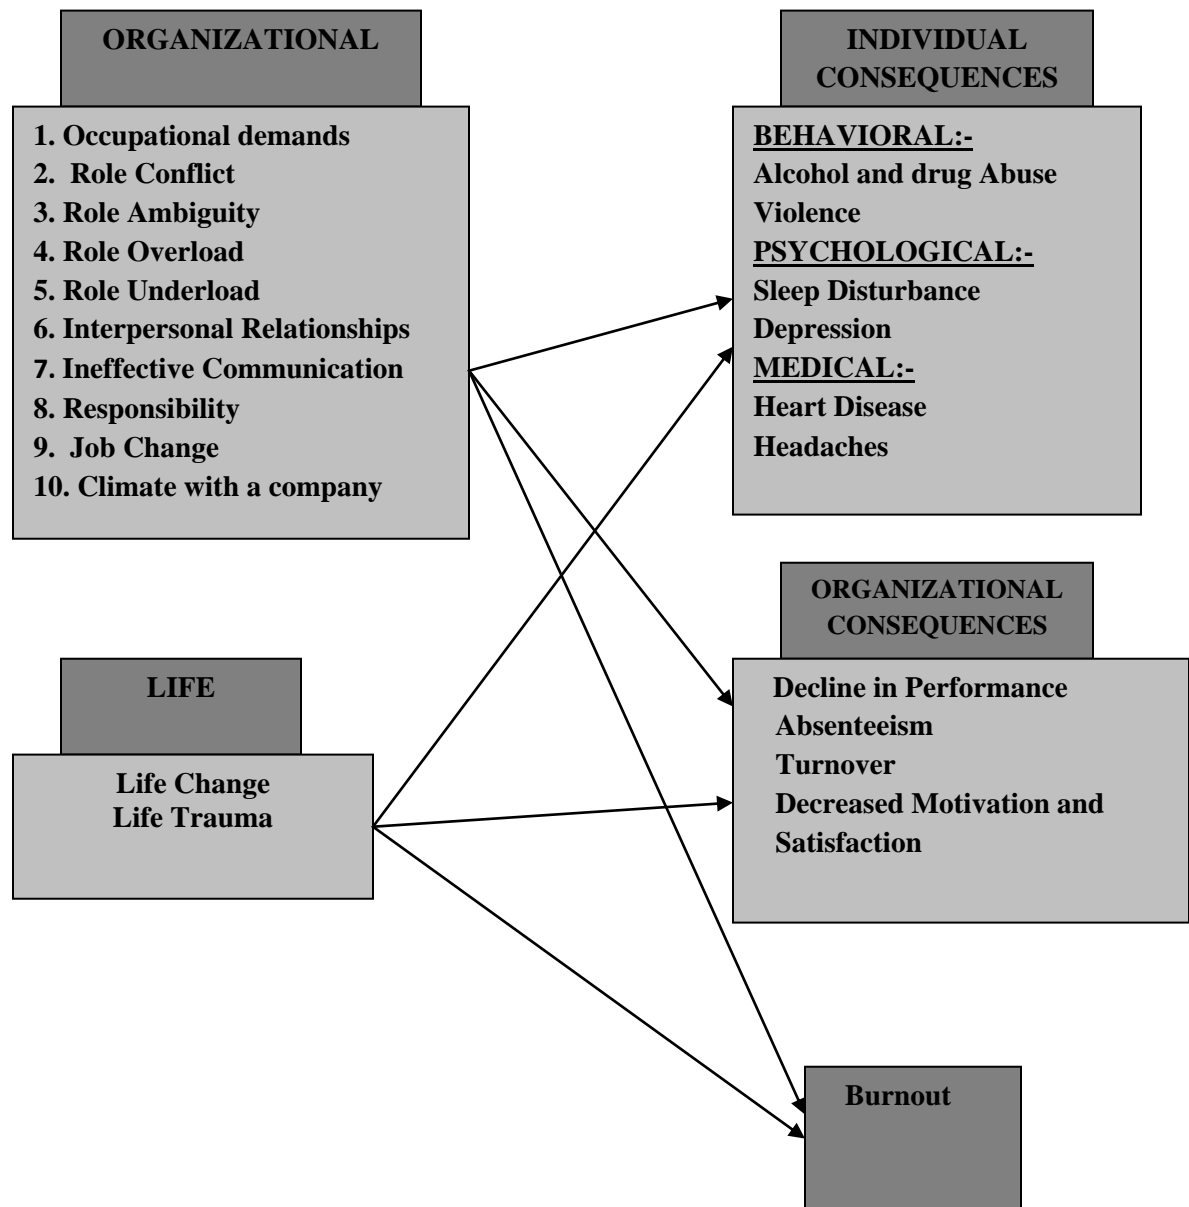 ORGANIZATIONAL
1. Occupational demands
2. Role Conflict
3. Role Ambiguity
4. Role Overload
5. Role Underload
6. Interpersonal Relationships
7. Ineffective Communication
8. Responsibility
9. Job Change
10. Climate with a company
LIFE
Life Change
Life Trauma
INDIVIDUAL
CONSEQUENCES
BEHAVIORAL:-
Alcohol and drug Abuse
Violence
PSYCHOLOGICAL:-
Sleep Disturbance
Depression
MEDICAL:-
Heart Disease
Headaches
ORGANIZATIONAL
CONSEQUENCES
Decline in Performance
Absenteeism
Turnover
Decreased Motivation and
Satisfaction
Burnout